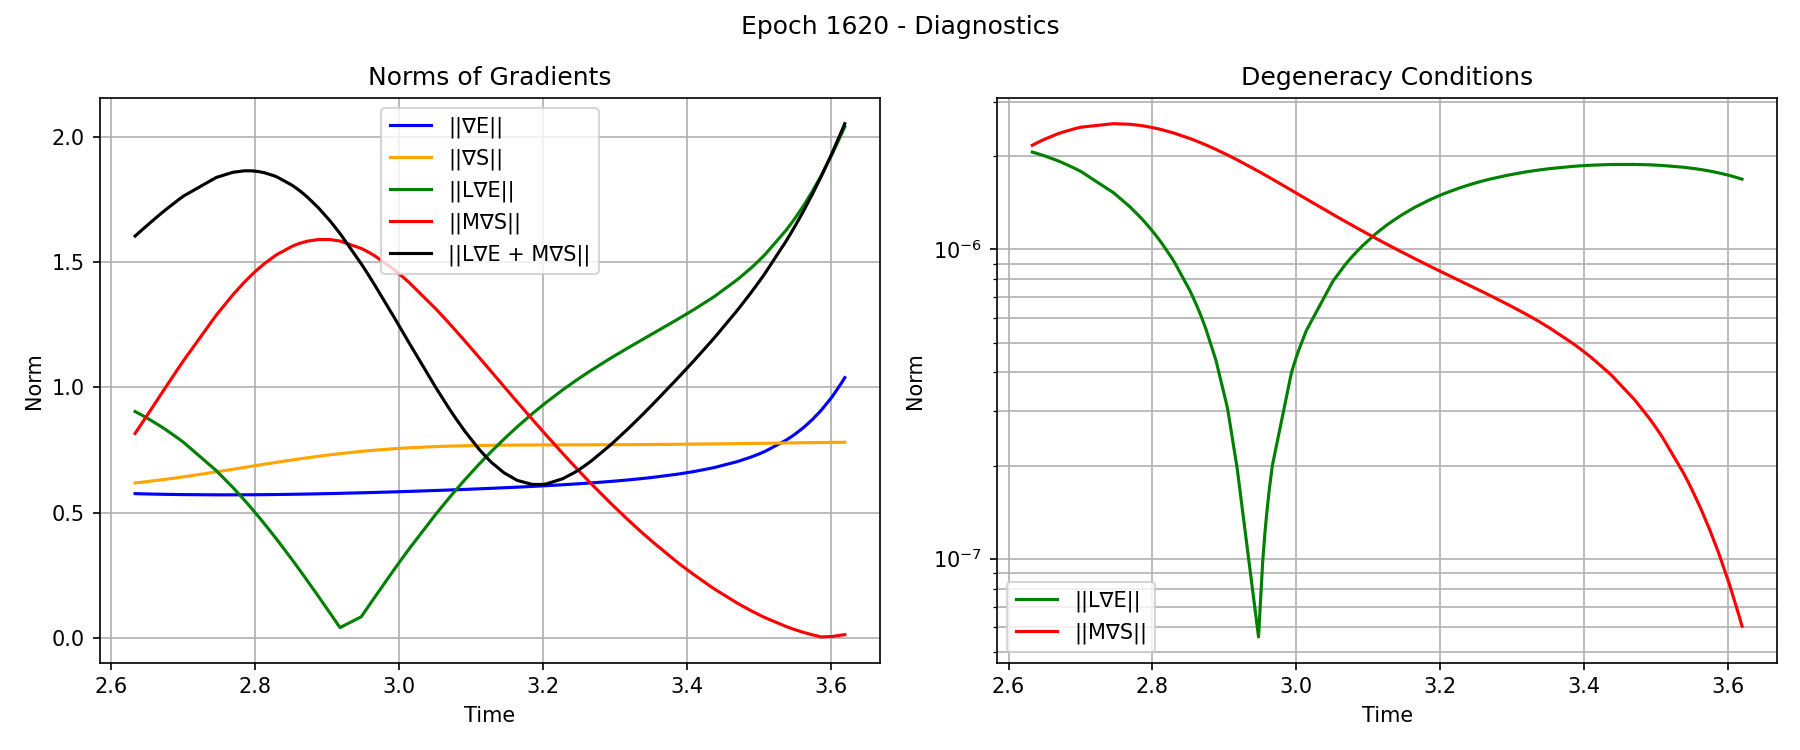 Epoch 1620 - Diagnostics
Norms of Gradients
Norm
2.0
1.5
1.0
0.5
0.0
||∇E||
||∇S||
||L∇E||
||M∇S||
||L∇E + M∇S||
2.6 2.8 3.0 3.2 3.4 3.6
Time
Degeneracy Conditions
Norm
10⁻⁶
10⁻⁷
||L∇E||
||M∇S||
2.6 2.8 3.0 3.2 3.4 3.6
Time